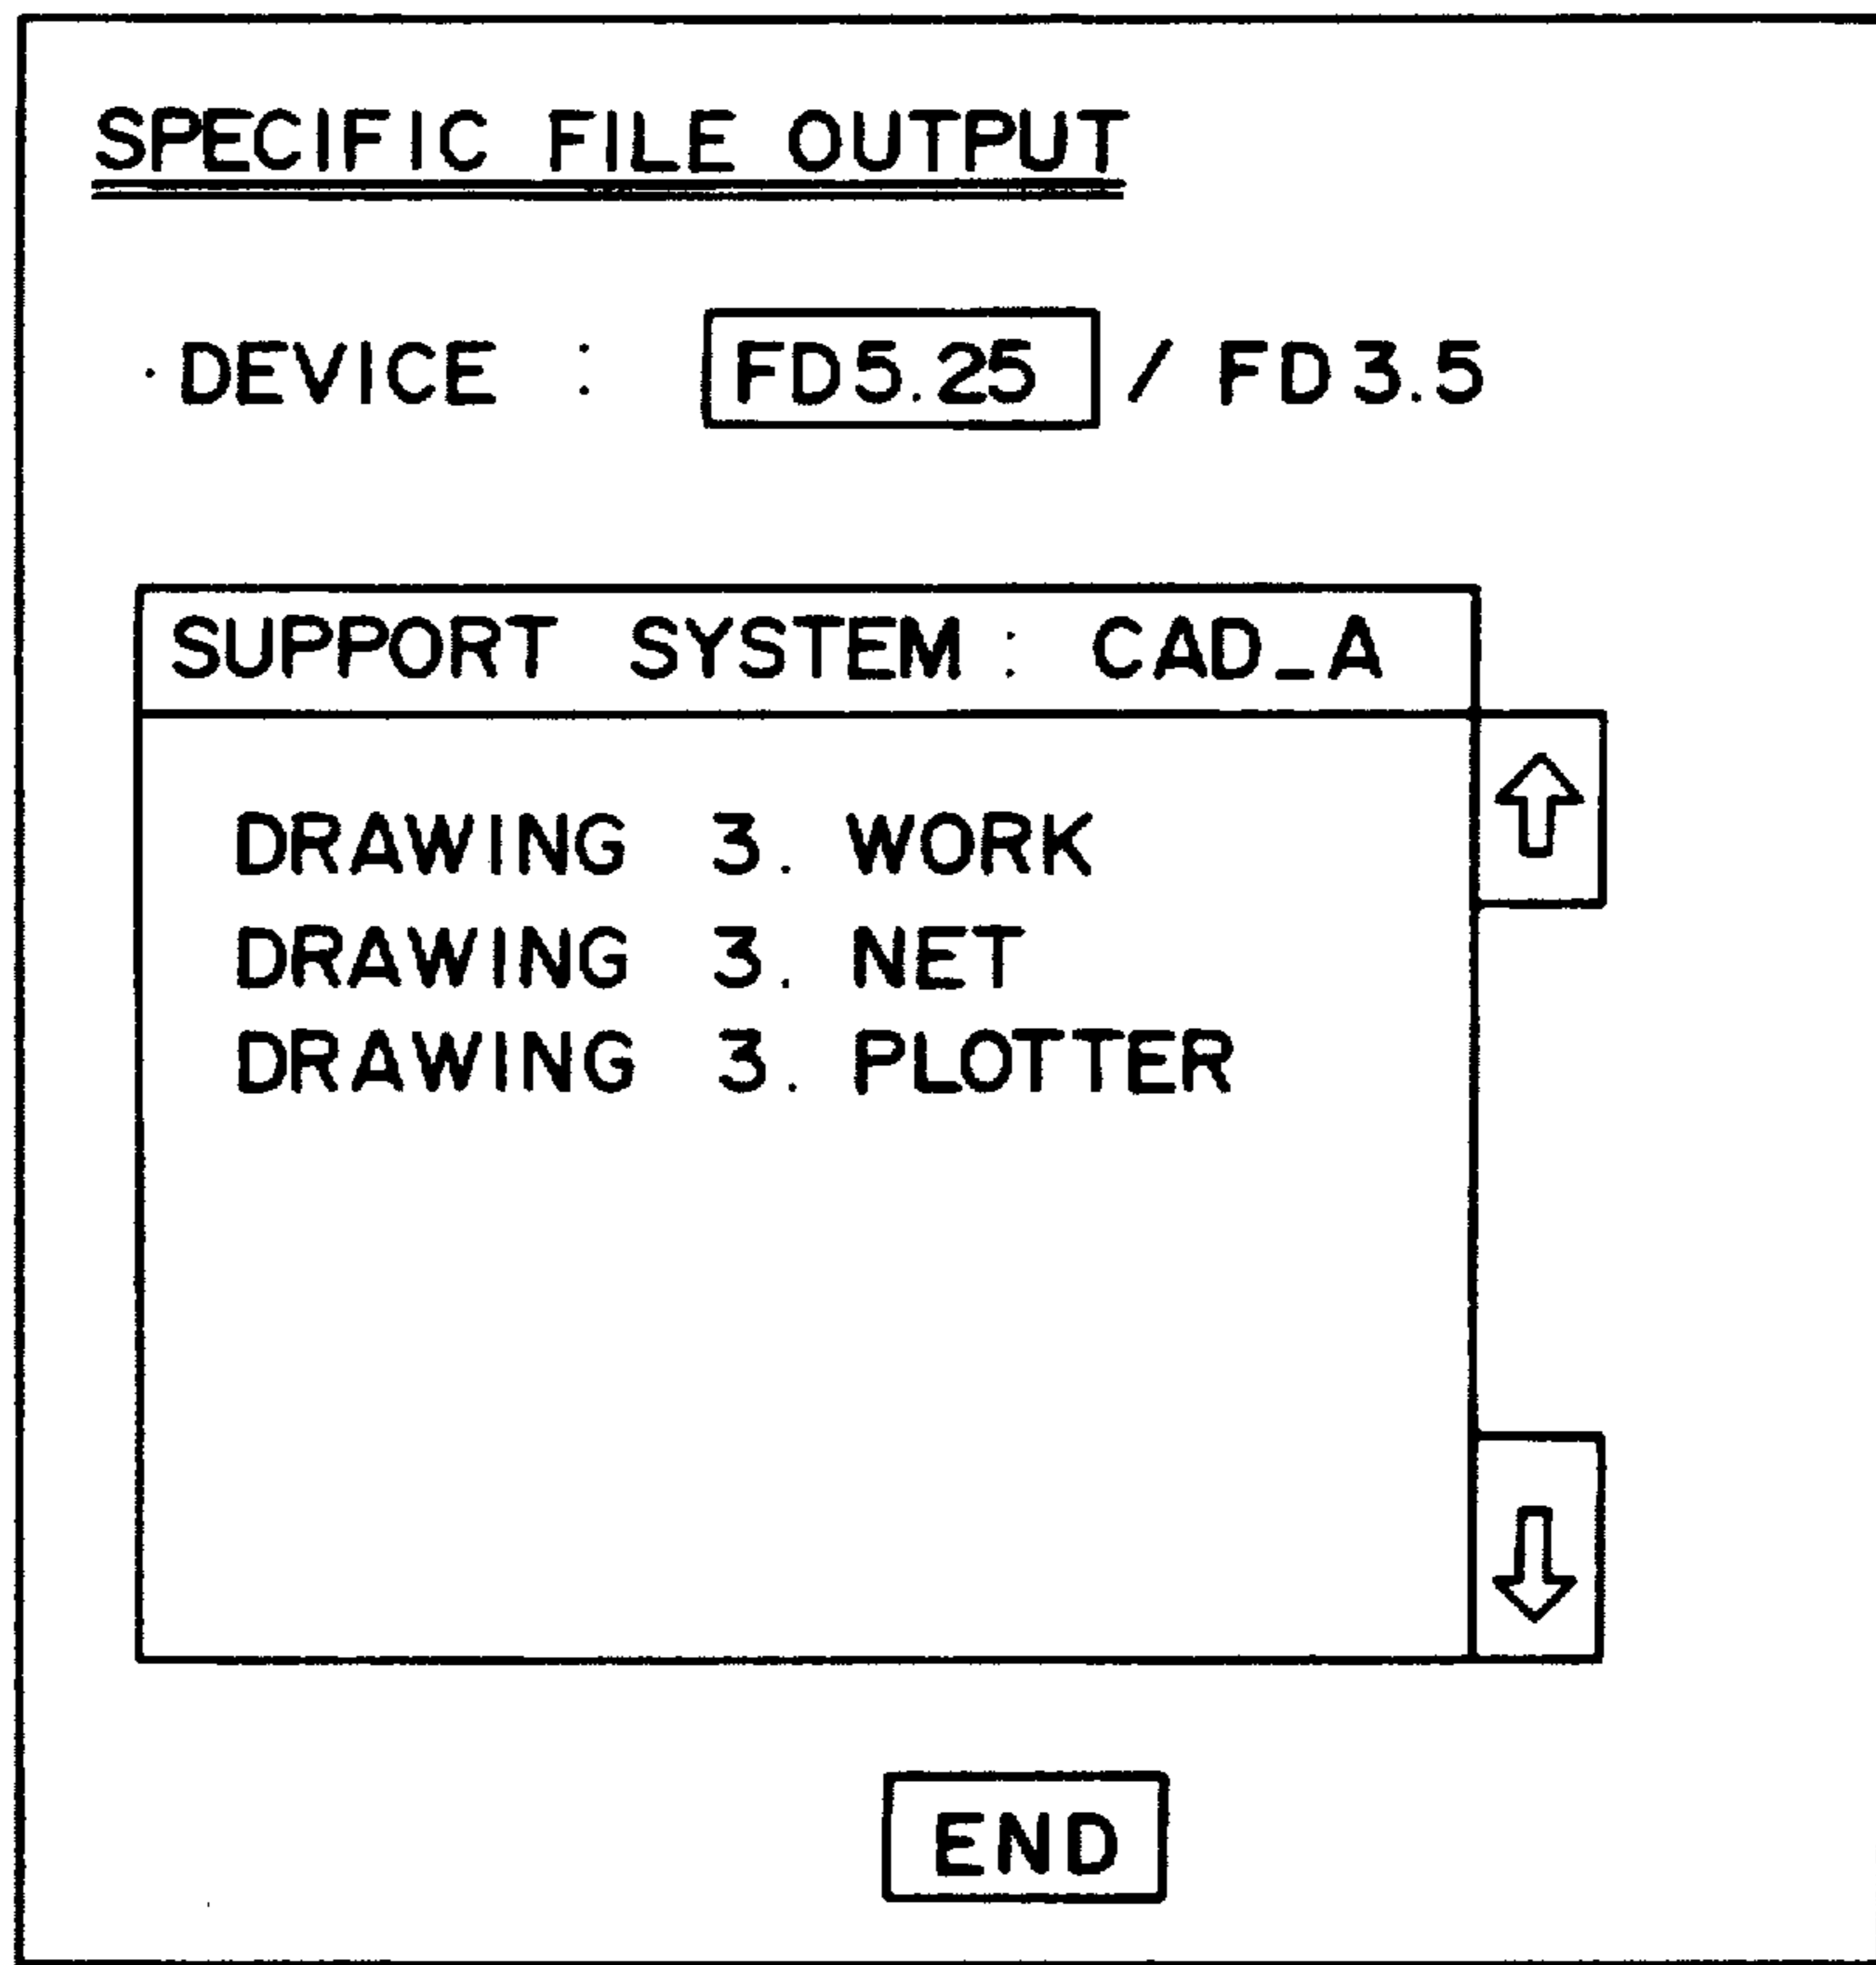 SPECIFIC FILE OUTPUT
· DEVICE : FD5.25 / FD3.5
SUPPORT SYSTEM : CAD_A
DRAWING 3. WORK
DRAWING 3. NET
DRAWING 3. PLOTTER
END